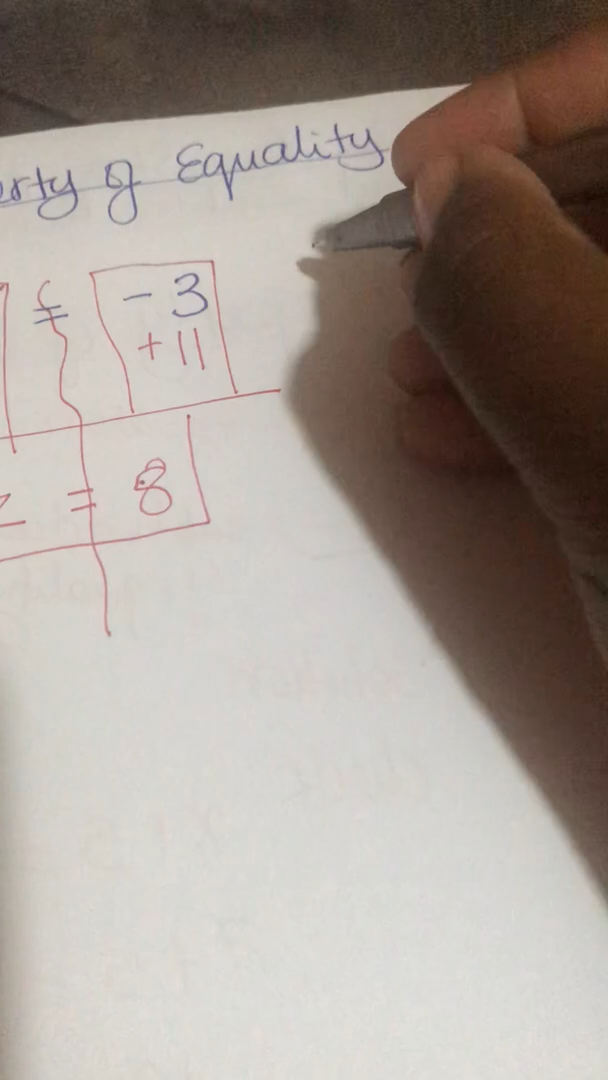 erty of Equality
= - 3
+ 11
z = 8